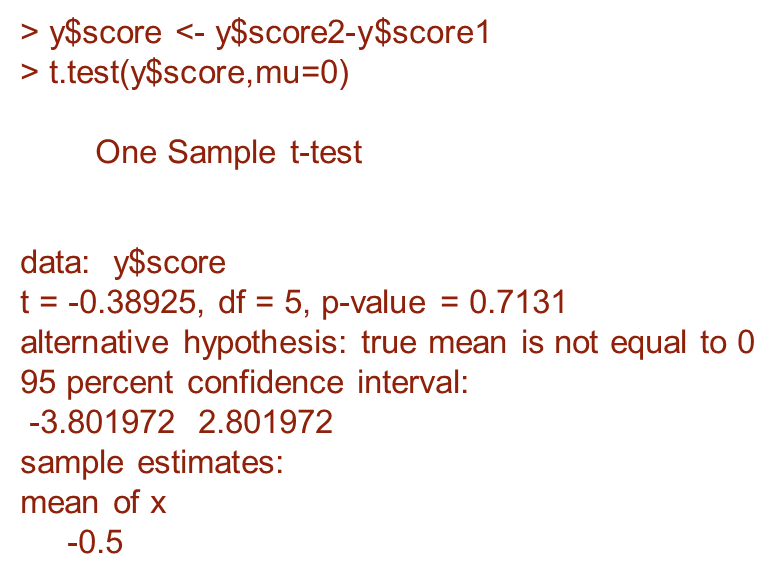 > y$score <- y$score2-y$score1
> t.test(y$score,mu=0)
One Sample t-test
data: y$score
t = -0.38925, df = 5, p-value = 0.7131
alternative hypothesis: true mean is not equal to 0
95 percent confidence interval:
-3.801972 2.801972
sample estimates:
mean of x
-0.5